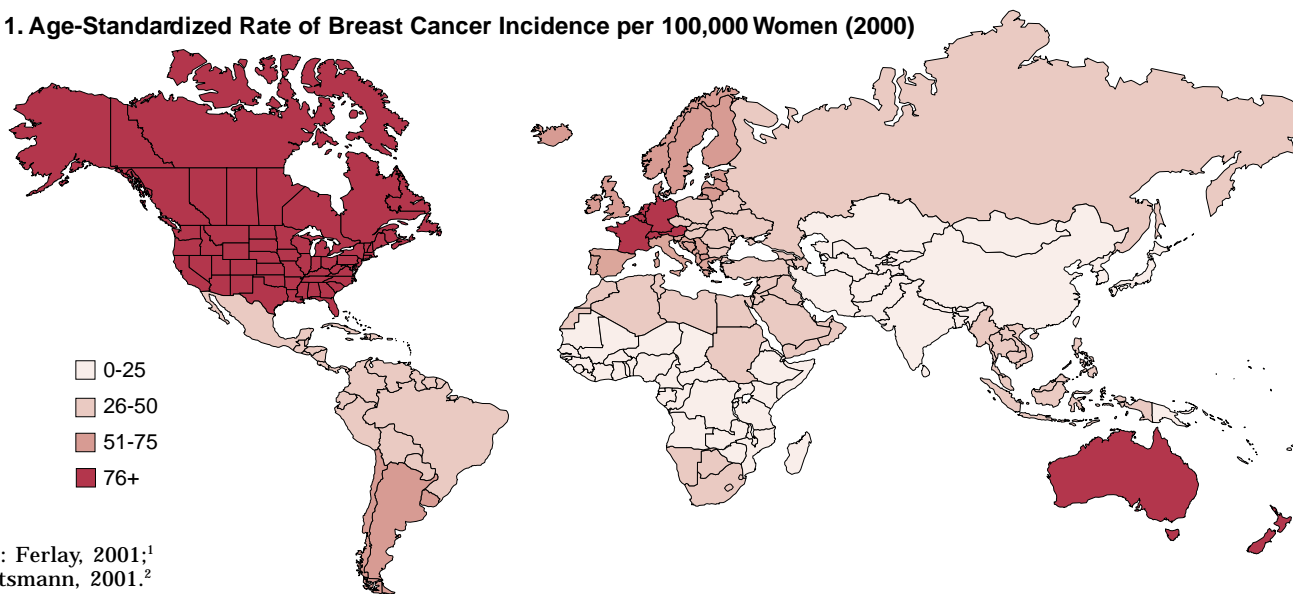 1. Age-Standardized Rate of Breast Cancer Incidence per 100,000 Women (2000)
0-25
26-50
51-75
76+
: Ferlay, 2001;¹
tsmann, 2001.²